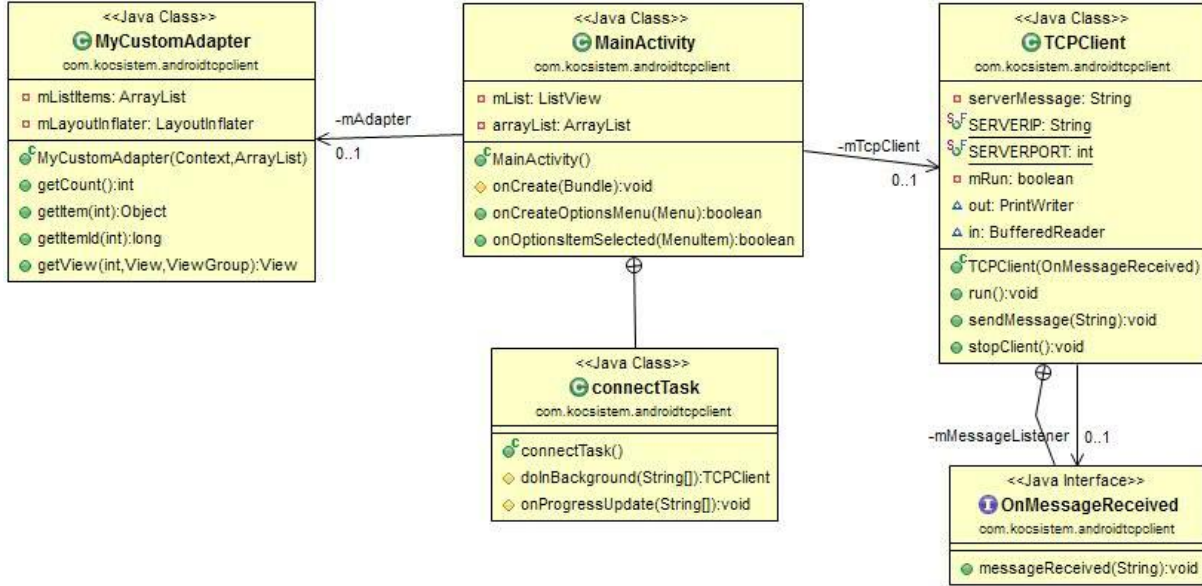 <<Java Class>>
MyCustomAdapter
com.kocsistem.androidtcpclient
mListItems: ArrayList
mLayoutInflater: LayoutInflater
MyCustomAdapter(Context,ArrayList)
getCount():int
getItem(int):Object
getItemId(int):long
getView(int,View,ViewGroup):View
-mAdapter
0..1
<<Java Class>>
MainActivity
com.kocsistem.androidtcpclient
mList: ListView
arrayList: ArrayList
MainActivity()
onCreate(Bundle):void
onCreateOptionsMenu(Menu):boolean
onOptionsItemSelected(MenuItem):boolean
-mTcpClient
0..1
<<Java Class>>
TCPClient
com.kocsistem.androidtcpclient
serverMessage: String
SERVERIP: String
SERVERPORT: int
mRun: boolean
out: PrintWriter
in: BufferedReader
TCPClient(OnMessageReceived)
run():void
sendMessage(String):void
stopClient():void
<<Java Class>>
connectTask
com.kocsistem.androidtcpclient
connectTask()
doInBackground(String[]):TCPClient
onProgressUpdate(String[]):void
-mMessageListener
0..1
<<Java Interface>>
OnMessageReceived
com.kocsistem.androidtcpclient
messageReceived(String):void